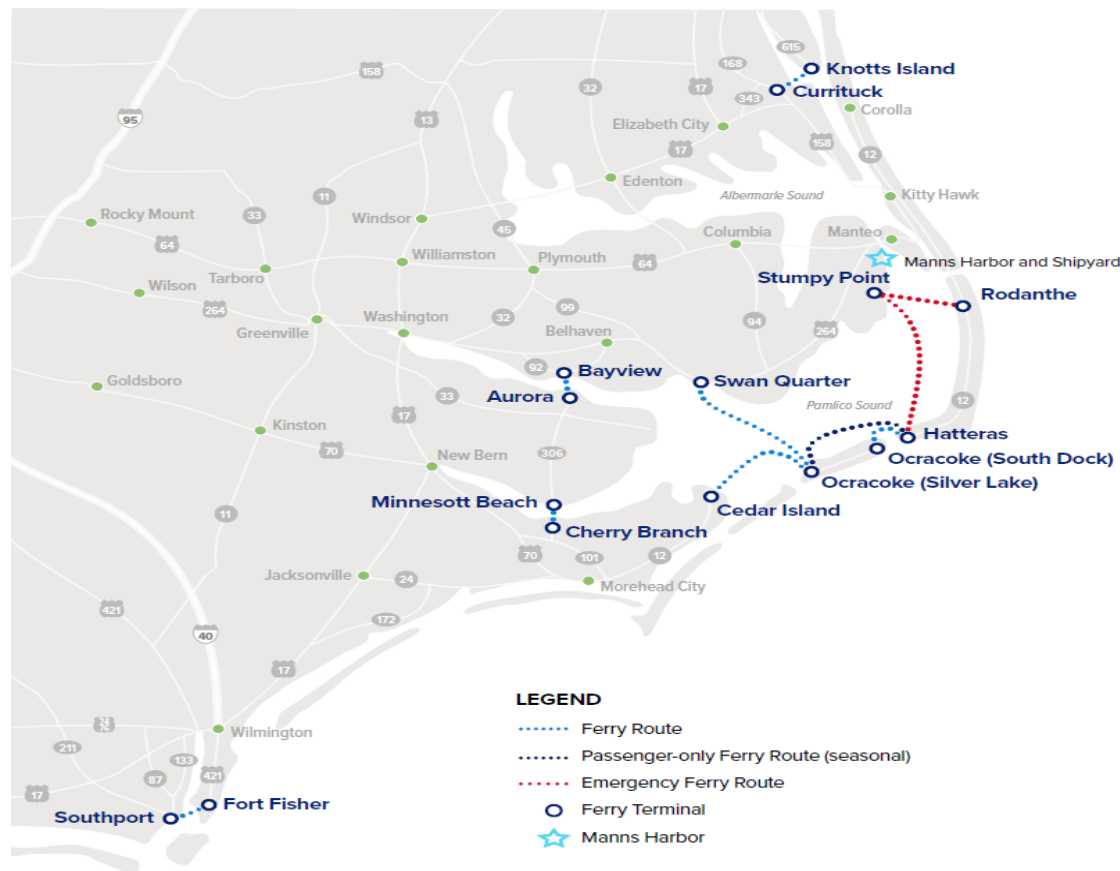 615
168
Knotts Island
158
17
32
343
Currituck
Corolla
95
13
Elizabeth City
17
158
12
Edenton
11
Albermarle Sound
Kitty Hawk
Rocky Mount
33
Windsor
45
Columbia
Manteo
64
Williamston
Plymouth
64
Manns Harbor and Shipyard
Tarboro
Stumpy Point
Wilson
Rodanthe
264
99
Washington
32
94
264
Greenville
Belhaven
92
Bayview
Goldsboro
Swan Quarter
33
Aurora
Pamlico Sound
12
17
Kinston
Hatteras
70
New Bern
306
Ocracoke (South Dock)
Ocracoke (Silver Lake)
Minnesott Beach
Cedar Island
11
Cherry Branch
70
101
12
Jacksonville
24
Morehead City
421
172
40
17
LEGEND
74
76
Wilmington
Ferry Route
211
133
Passenger-only Ferry Route (seasonal)
87
421
17
Emergency Ferry Route
Fort Fisher
Southport
Ferry Terminal
Manns Harbor